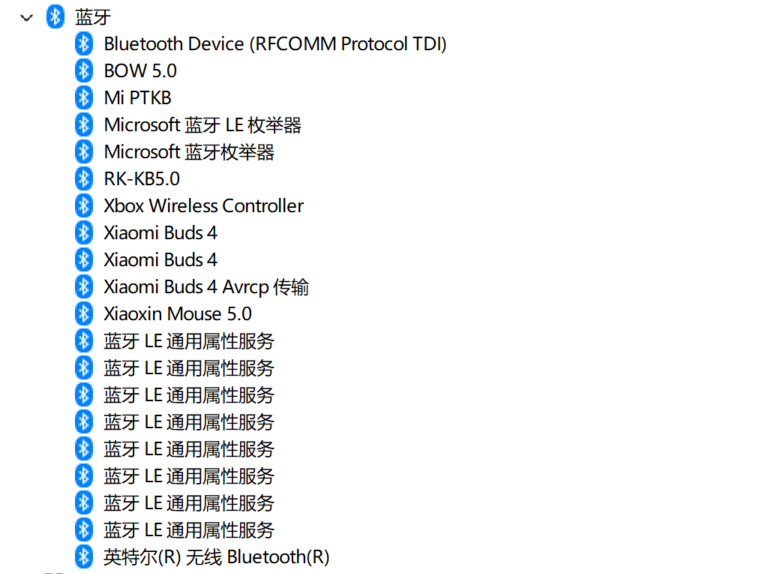 蓝牙
Bluetooth Device (RFCOMM Protocol TDI)
BOW 5.0
Mi PTKB
Microsoft 蓝牙 LE 枚举器
Microsoft 蓝牙枚举器
RK-KB5.0
Xbox Wireless Controller
Xiaomi Buds 4
Xiaomi Buds 4
Xiaomi Buds 4 Avrcp 传输
Xiaoxin Mouse 5.0
蓝牙 LE 通用属性服务
蓝牙 LE 通用属性服务
蓝牙 LE 通用属性服务
蓝牙 LE 通用属性服务
蓝牙 LE 通用属性服务
蓝牙 LE 通用属性服务
蓝牙 LE 通用属性服务
蓝牙 LE 通用属性服务
英特尔(R) 无线 Bluetooth(R)